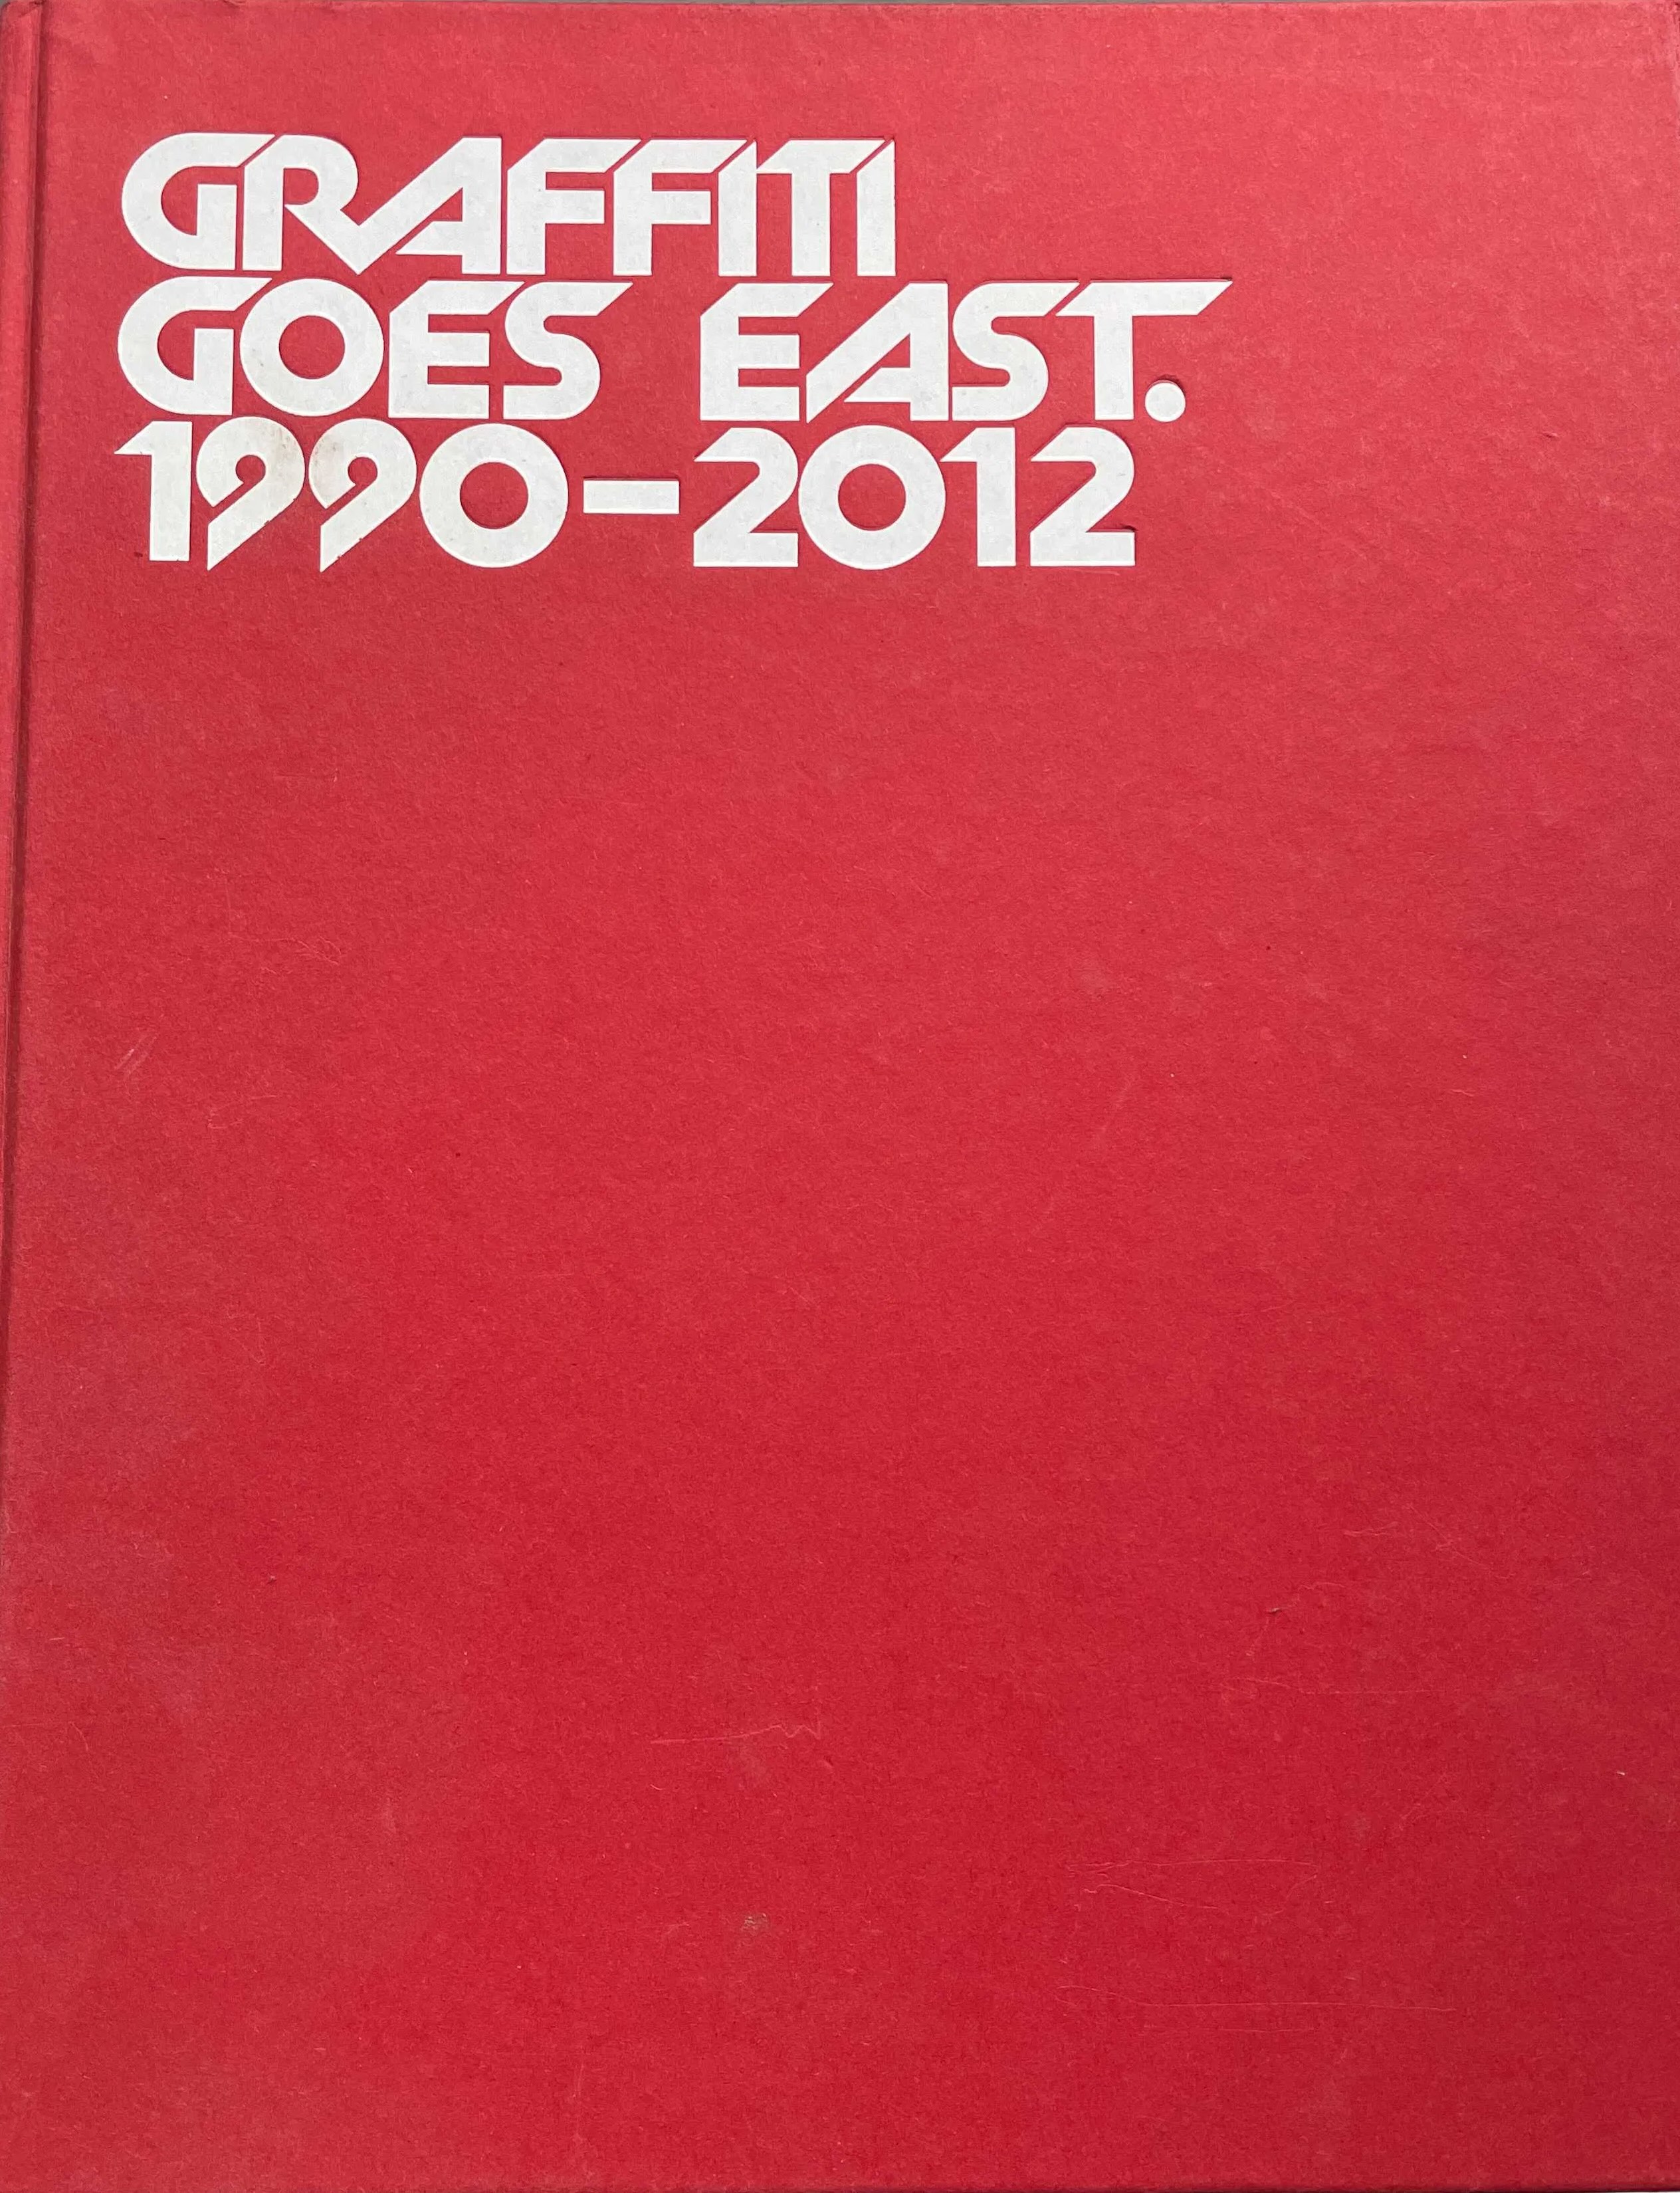 GRAFFITI
GOES EAST.
1990–2012